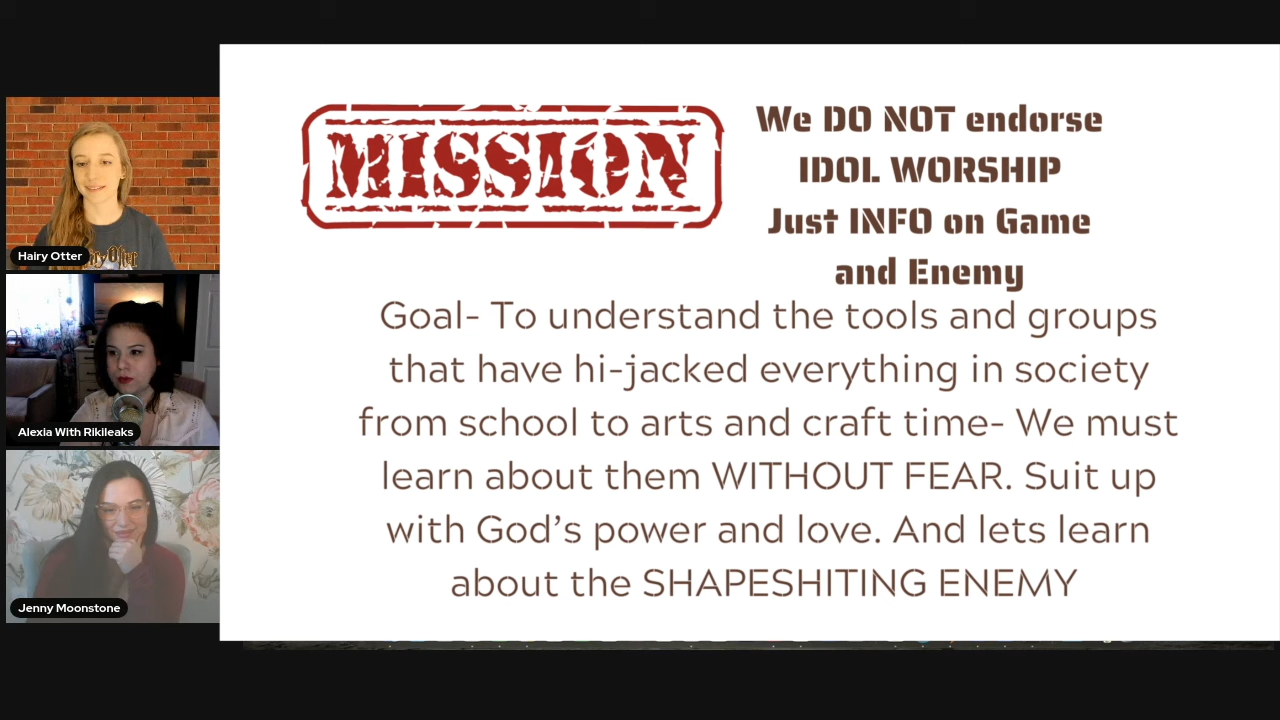 MISSION
We DO NOT endorse
IDOL WORSHIP
Just INFO on Game
and Enemy
Goal- To understand the tools and groups
that have hi-jacked everything in society
from school to arts and craft time- We must
learn about them WITHOUT FEAR. Suit up
with God's power and love. And lets learn
about the SHAPESHITING ENEMY
Hairy Otter
Alexia With Rikileaks
Jenny Moonstone